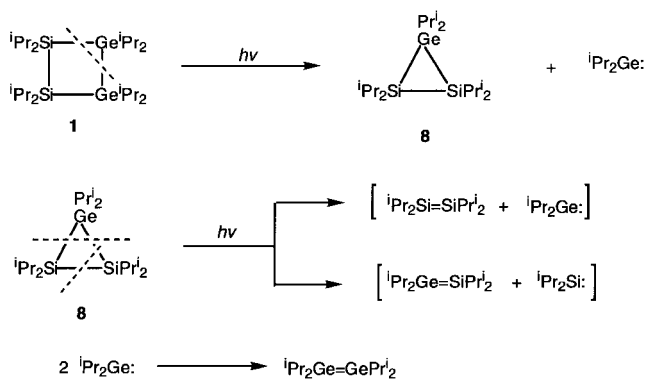 Prⁱ₂
ⁱPr₂Si GeⁱPr₂ hν Ge + ⁱPr₂Ge:
ⁱPr₂Si GeⁱPr₂ ⁱPr₂Si SiPrⁱ₂
1 8
Prⁱ₂ [ ⁱPr₂Si=SiPrⁱ₂ + ⁱPr₂Ge: ]
Ge hν
ⁱPr₂Si SiPrⁱ₂ [ ⁱPr₂Ge=SiPrⁱ₂ + ⁱPr₂Si: ]
8
2 ⁱPr₂Ge: ⁱPr₂Ge=GePrⁱ₂